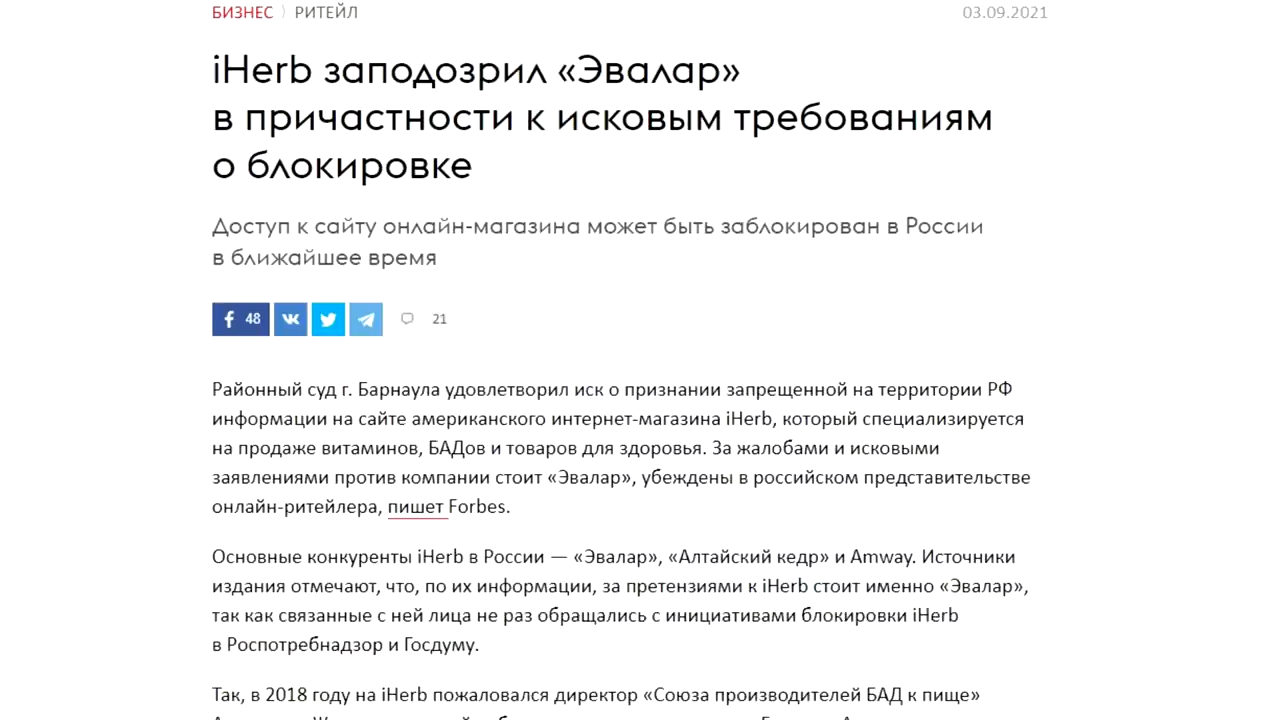 БИЗНЕС РИТЕЙЛ 03.09.2021
iHerb заподозрил «Эвалар»
в причастности к исковым требованиям
о блокировке
Доступ к сайту онлайн-магазина может быть заблокирован в России
в ближайшее время
48 21
Районный суд г. Барнаула удовлетворил иск о признании запрещенной на территории РФ
информации на сайте американского интернет-магазина iHerb, который специализируется
на продаже витаминов, БАДов и товаров для здоровья. За жалобами и исковыми
заявлениями против компании стоит «Эвалар», убеждены в российском представительстве
онлайн-ритейлера, пишет Forbes.
Основные конкуренты iHerb в России — «Эвалар», «Алтайский кедр» и Amway. Источники
издания отмечают, что, по их информации, за претензиями к iHerb стоит именно «Эвалар»,
так как связанные с ней лица не раз обращались с инициативами блокировки iHerb
в Роспотребнадзор и Госдуму.
Так, в 2018 году на iHerb пожаловался директор «Союза производителей БАД к пище»